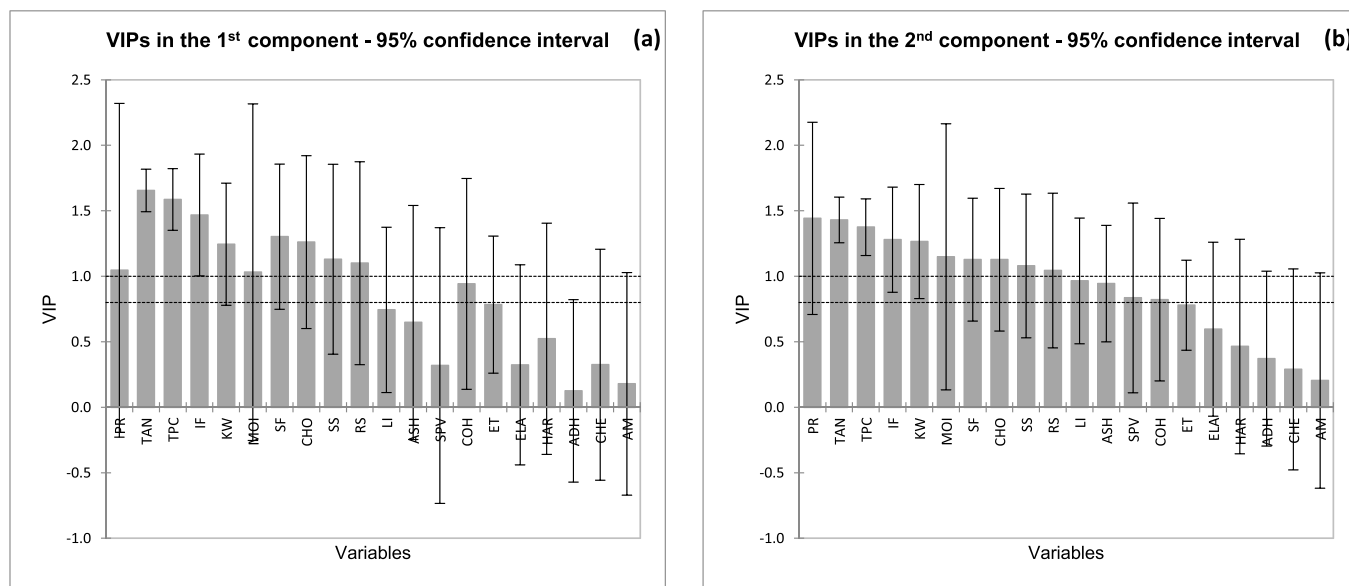 VIPs in the 1st component - 95% confidence interval (a)
2.5
2.0
1.5
1.0
0.5
0.0
-0.5
-1.0
VIP
PR TAN TPC IF KW MOI SF CHO SS RS LI ASH SPV COH ET ELA HAR ADH CHE AM
Variables
VIPs in the 2nd component - 95% confidence interval (b)
2.5
2.0
1.5
1.0
0.5
0.0
-0.5
-1.0
VIP
PR TAN TPC IF KW MOI SF CHO SS RS LI ASH SPV COH ET ELA HAR ADH CHE AM
Variables